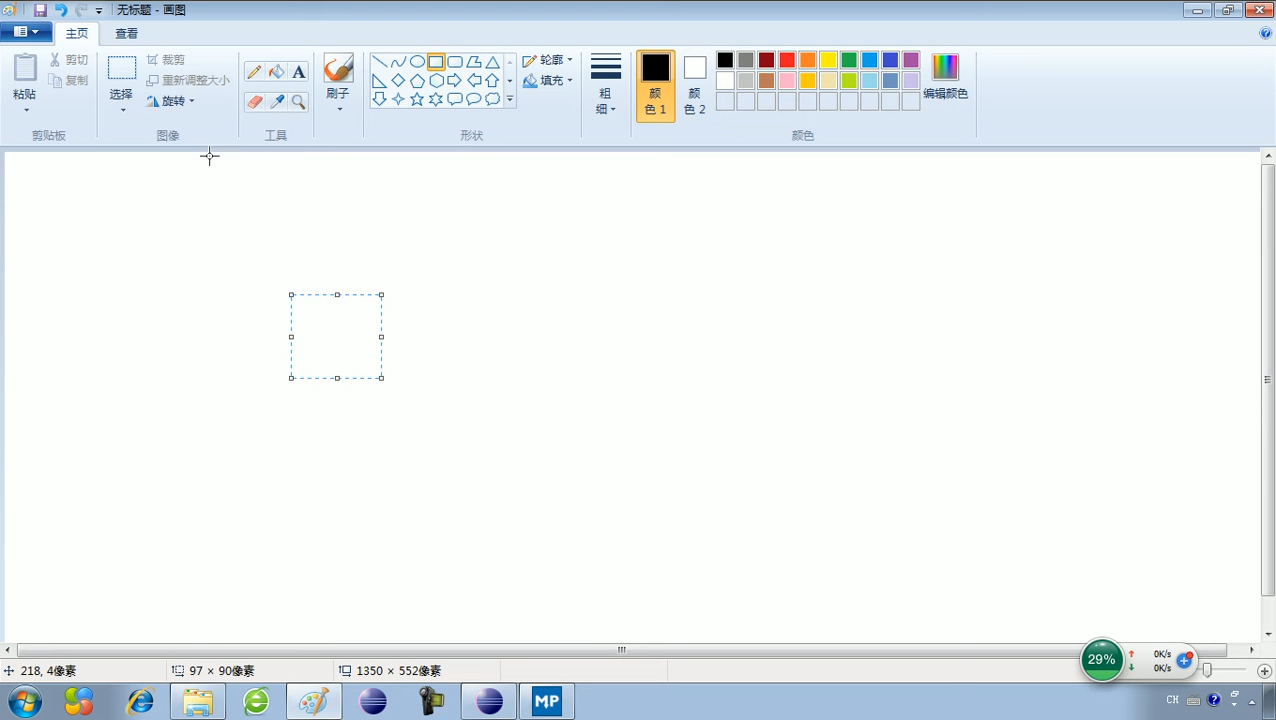 无标题 - 画图
主页
查看
粘贴
剪切
复制
剪贴板
选择
裁剪
重新调整大小
旋转
图像
A
工具
刷子
轮廓
填充
形状
粗
细
颜
色 1
颜
色 2
编辑颜色
颜色
218, 4像素
97 × 90像素
1350 × 552像素
29%
0K/s
0K/s
MP
CH